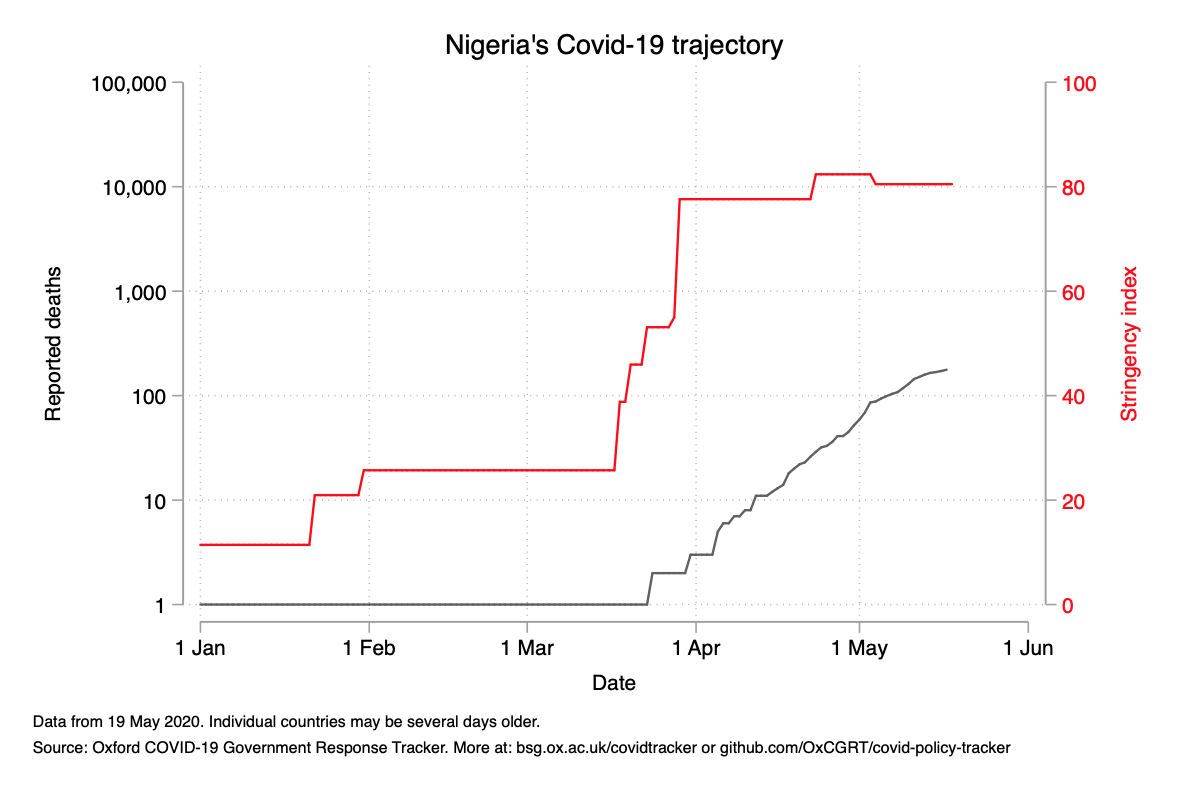 Nigeria's Covid-19 trajectory
100,000
10,000
1,000
100
10
1
Reported deaths
100
80
60
40
20
0
Stringency index
1 Jan
1 Feb
1 Mar
1 Apr
1 May
1 Jun
Date
Data from 19 May 2020. Individual countries may be several days older.
Source: Oxford COVID-19 Government Response Tracker. More at: bsg.ox.ac.uk/covidtracker or github.com/OxCGRT/covid-policy-tracker